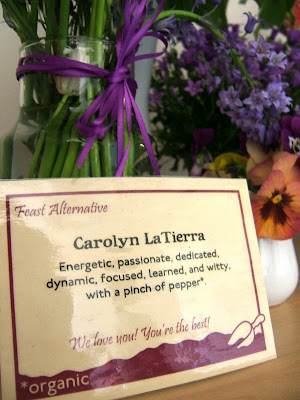 Feast Alternative
Carolyn LaTierra
Energetic, passionate, dedicated,
dynamic, focused, learned, and witty,
with a pinch of pepper*.
We love you! You're the best!
*organic